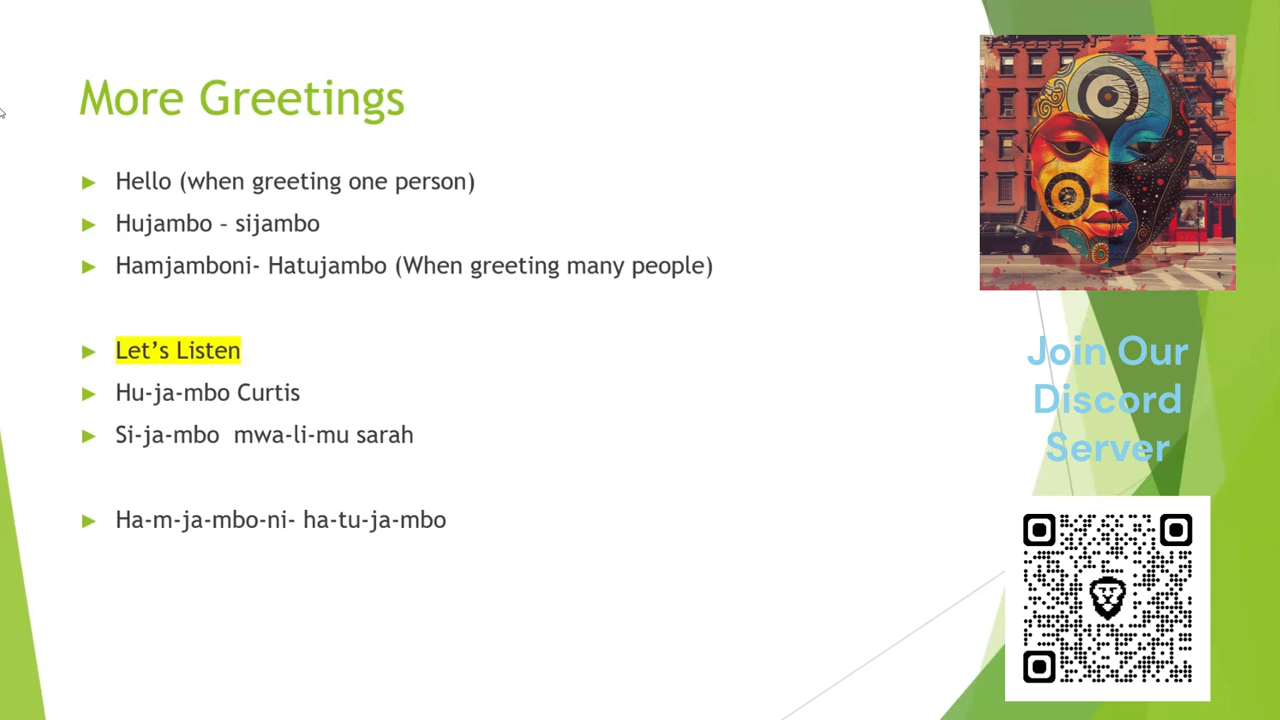 More Greetings
Hello (when greeting one person)
Hujambo - sijambo
Hamjamboni- Hatujambo (When greeting many people)
Let’s Listen
Hu-ja-mbo Curtis
Si-ja-mbo mwa-li-mu sarah
Ha-m-ja-mbo-ni- ha-tu-ja-mbo
Join Our
Discord
Server